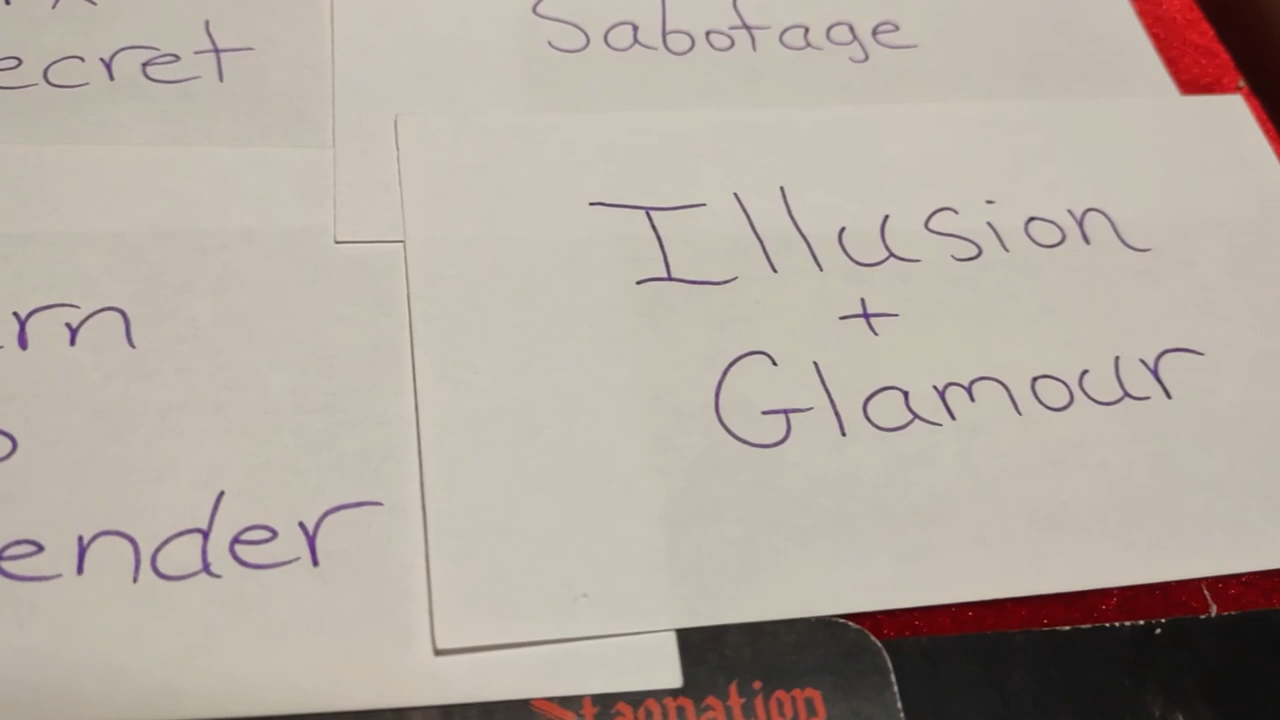 Sabotage
ecret
Illusion
+
Glamour
rn
ender
Stagnation